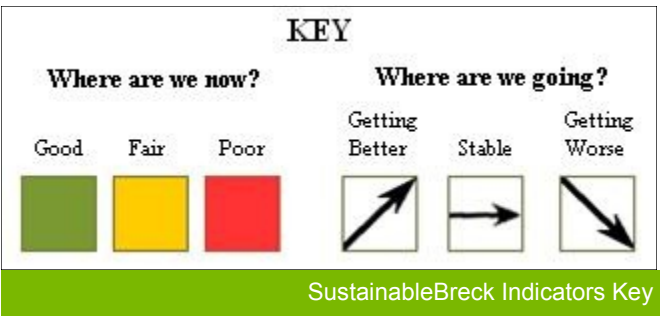 KEY
Where are we now?
Good Fair Poor
Where are we going?
Getting Better
Stable
Getting Worse
SustainableBreck Indicators Key